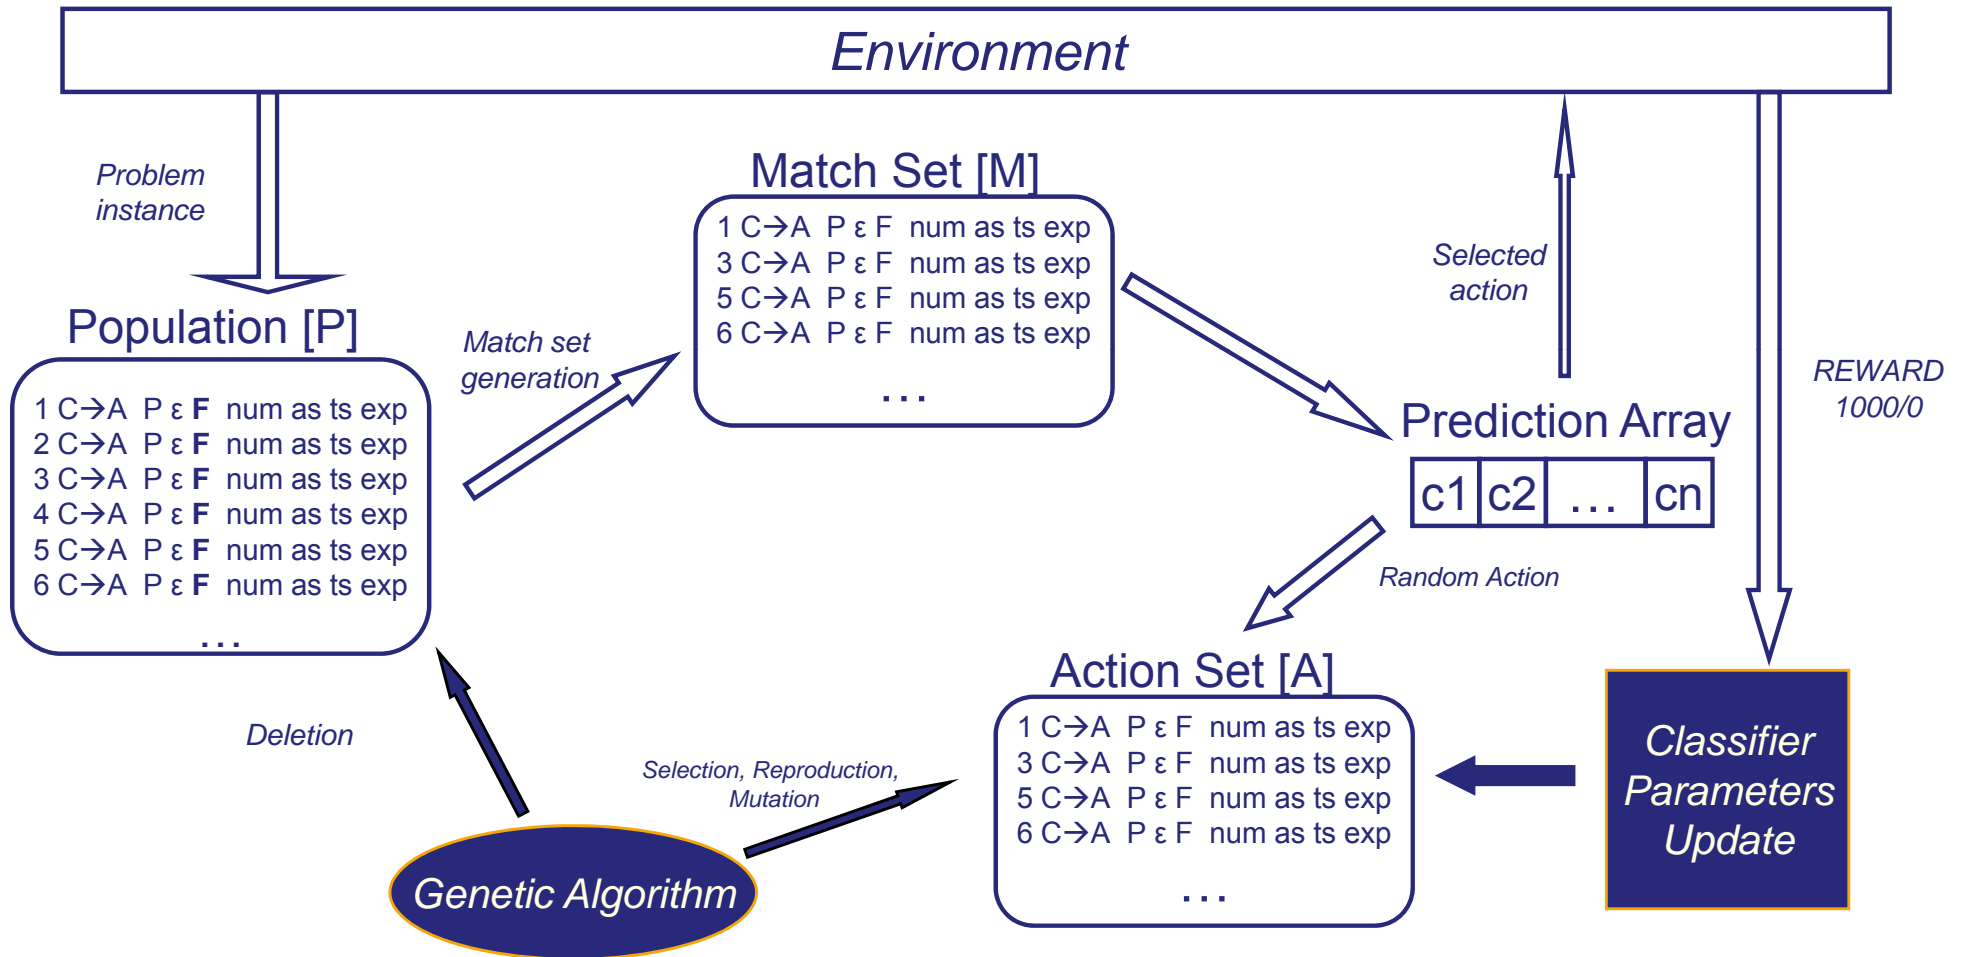 Environment
Problem
instance
Population [P]
1 C→A P ε F num as ts exp
2 C→A P ε F num as ts exp
3 C→A P ε F num as ts exp
4 C→A P ε F num as ts exp
5 C→A P ε F num as ts exp
6 C→A P ε F num as ts exp
...
Match set
generation
Match Set [M]
1 C→A P ε F num as ts exp
3 C→A P ε F num as ts exp
5 C→A P ε F num as ts exp
6 C→A P ε F num as ts exp
...
Selected
action
Prediction Array
c1 c2 ... cn
Random Action
REWARD
1000/0
Action Set [A]
1 C→A P ε F num as ts exp
3 C→A P ε F num as ts exp
5 C→A P ε F num as ts exp
6 C→A P ε F num as ts exp
...
Classifier
Parameters
Update
Deletion
Selection, Reproduction,
Mutation
Genetic Algorithm